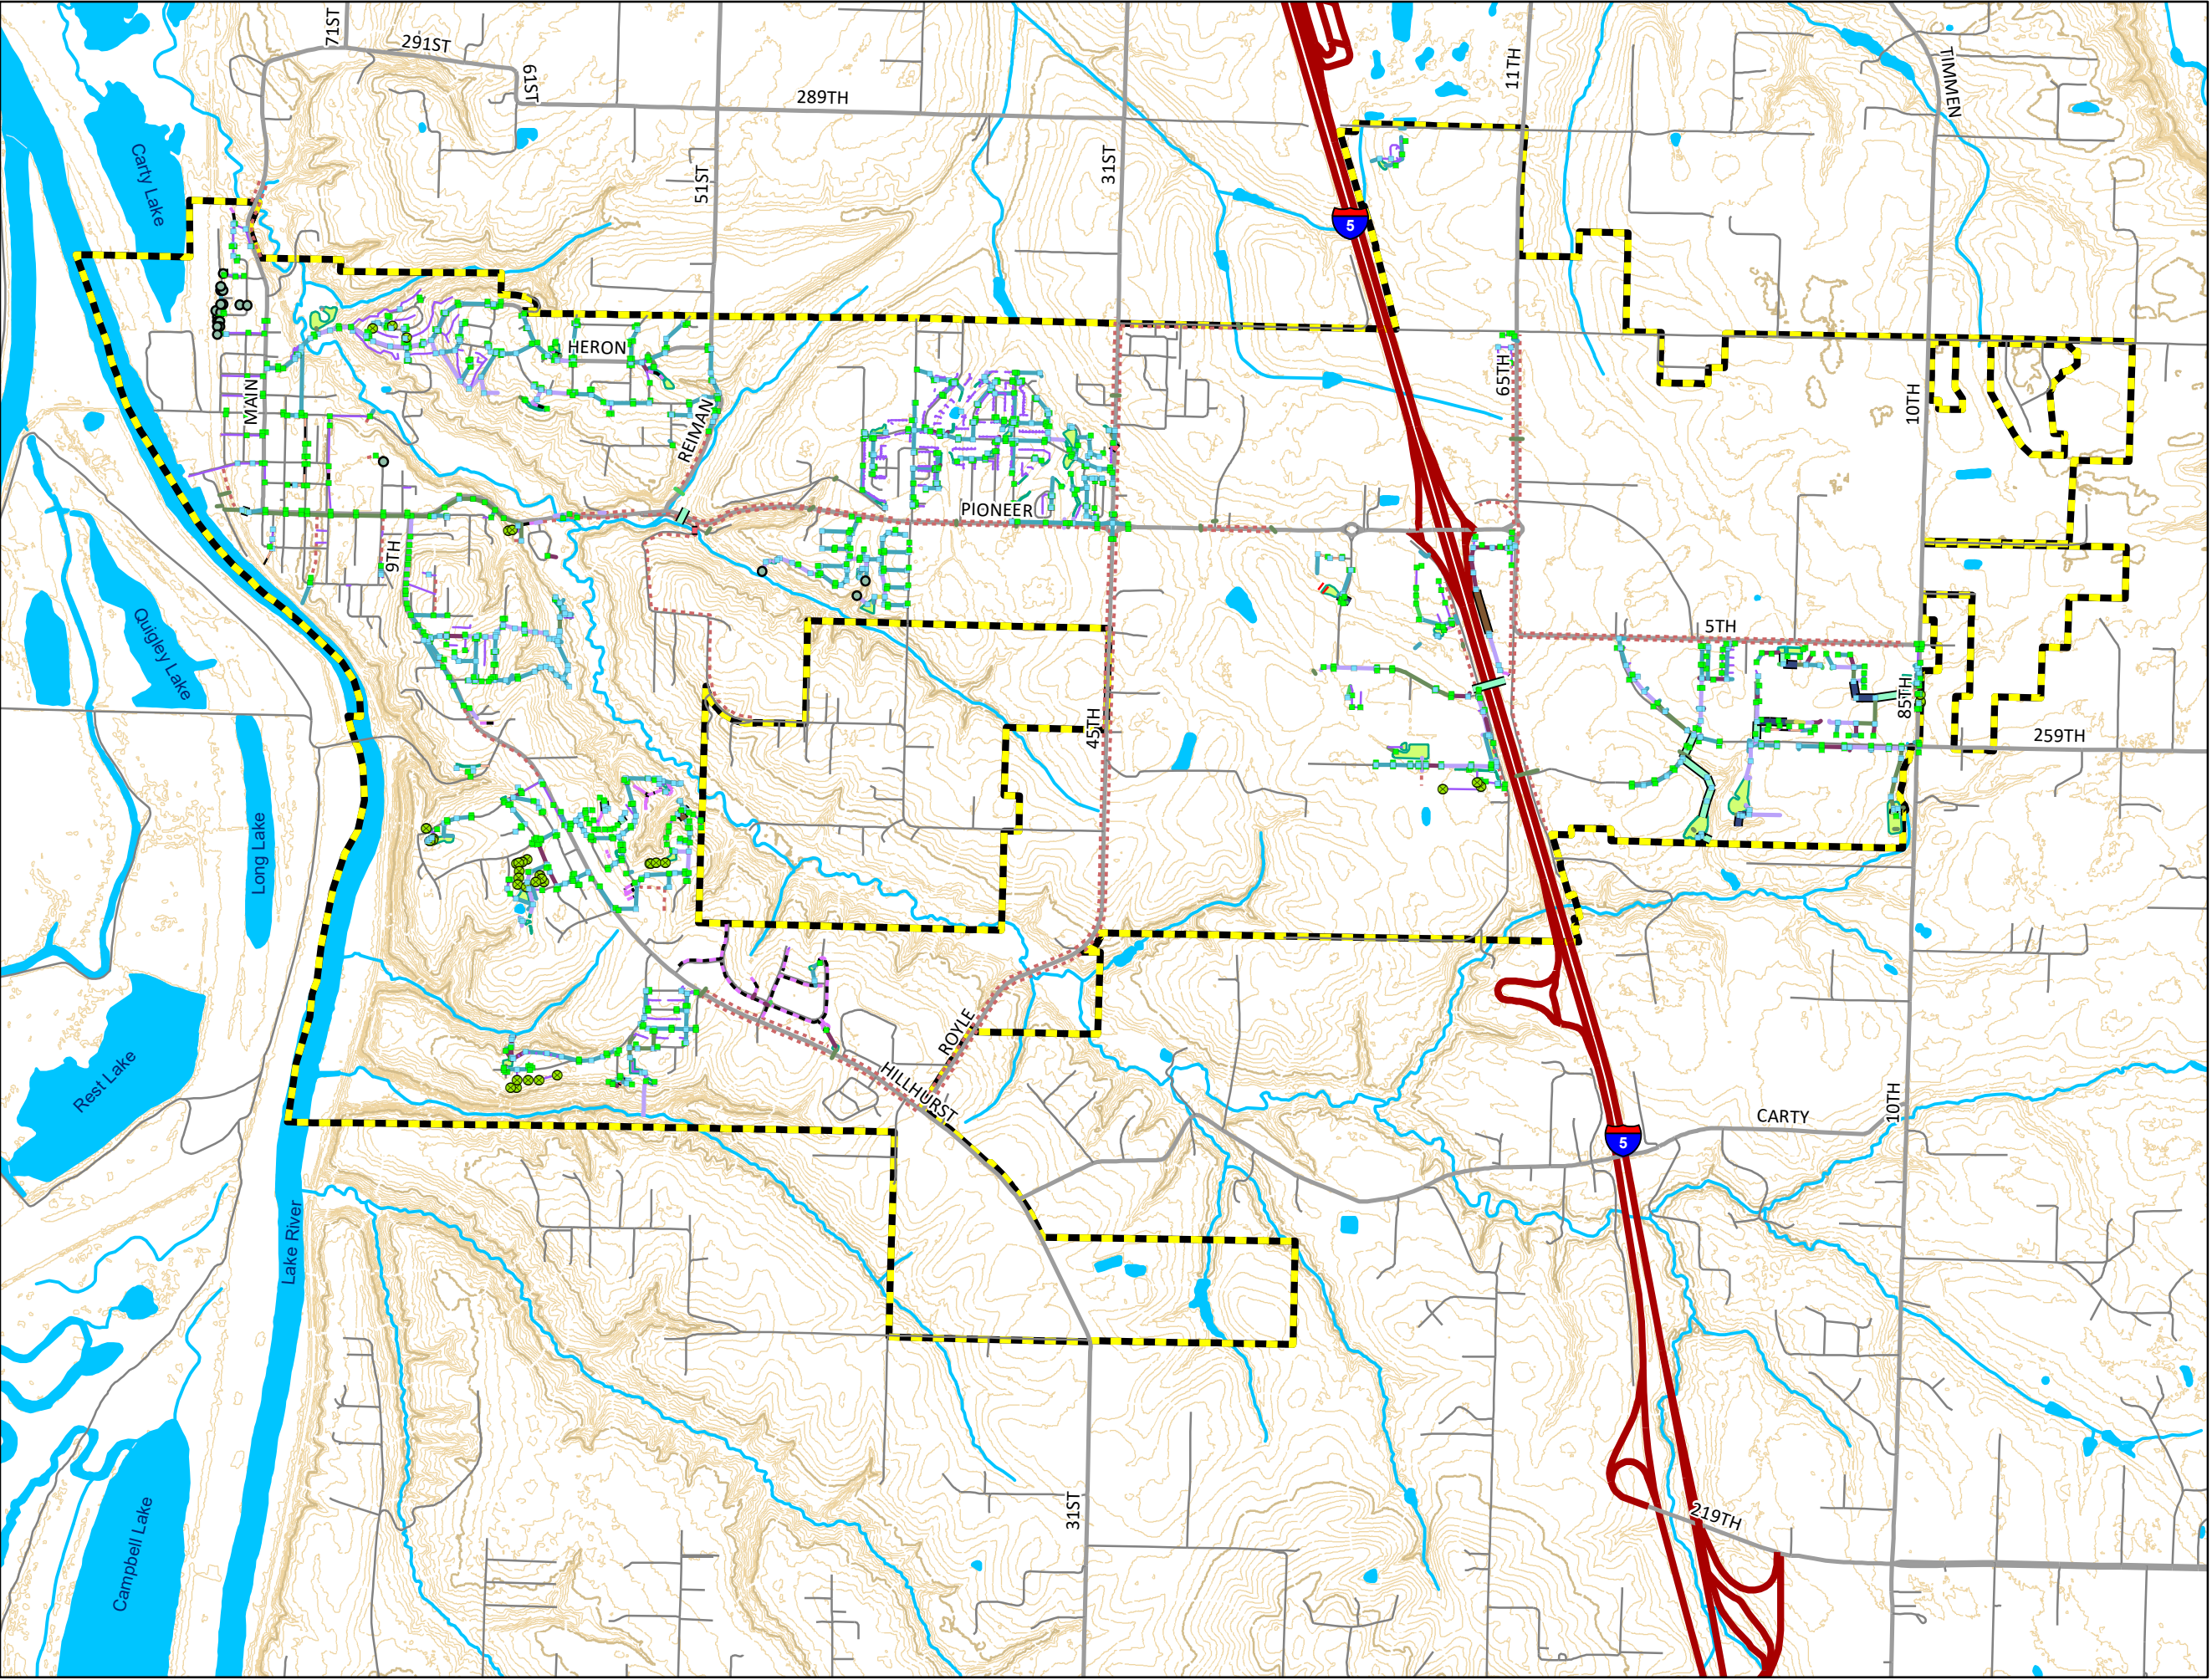 71ST
291ST
61ST
289TH
11TH
TIMMEN
Carty Lake
51ST
31ST
5
HERON
65TH
MAIN
REIMAN
10TH
PIONEER
9TH
Quigley Lake
5TH
45TH
85TH
259TH
Long Lake
ROYLE
Rest Lake
HILLHURST
10TH
CARTY
5
Lake River
31ST
219TH
Campbell Lake